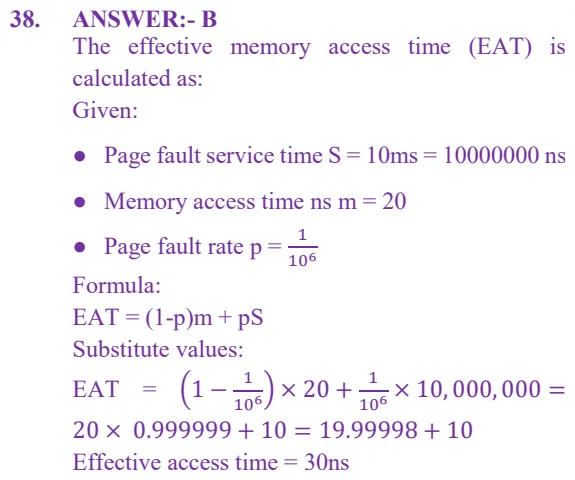 38. ANSWER:- B
The effective memory access time (EAT) is
calculated as:
Given:
● Page fault service time S = 10ms = 10000000 ns
● Memory access time ns m = 20
● Page fault rate p = 1/10⁶
Formula:
EAT = (1-p)m + pS
Substitute values:
EAT = (1 − 1/10⁶) × 20 + 1/10⁶ × 10,000,000 =
20 × 0.999999 + 10 = 19.99998 + 10
Effective access time = 30ns